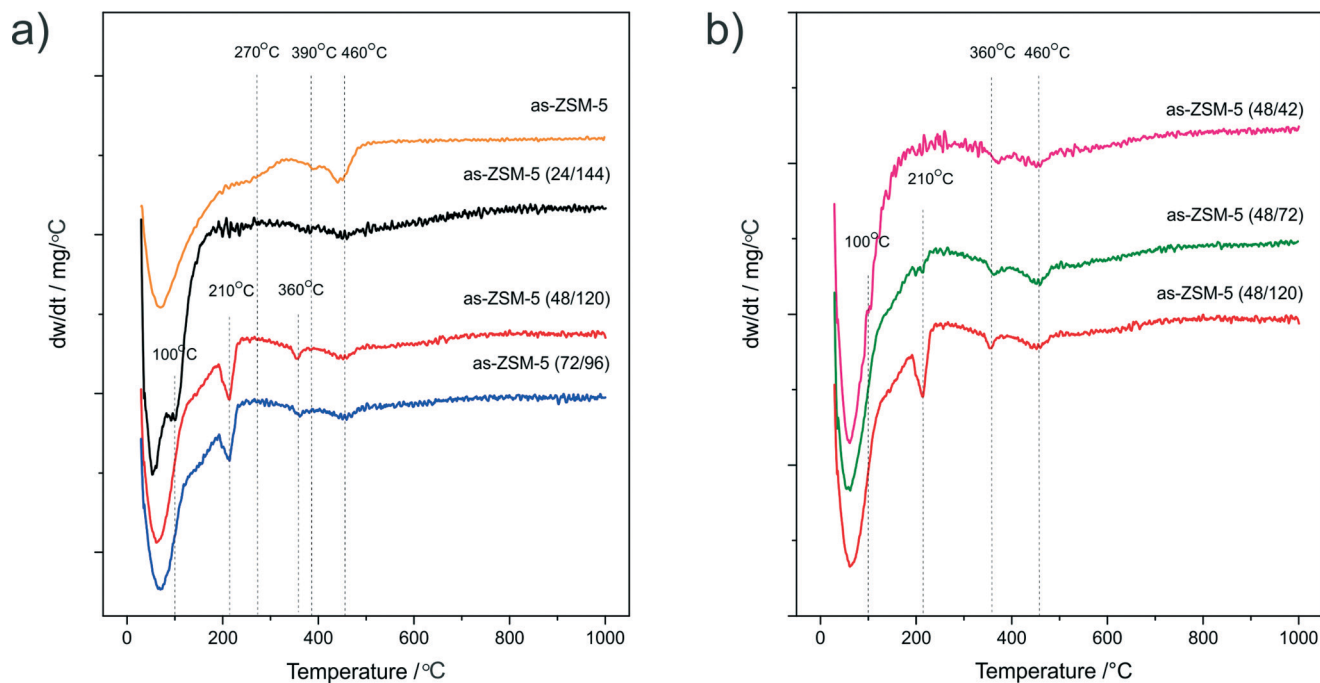 a)
270°C 390°C 460°C
as-ZSM-5
as-ZSM-5 (24/144)
210°C 360°C
as-ZSM-5 (48/120)
100°C
as-ZSM-5 (72/96)
dw/dt / mg/°C
0 200 400 600 800 1000
Temperature /°C
b)
360°C 460°C
as-ZSM-5 (48/42)
210°C
as-ZSM-5 (48/72)
100°C
as-ZSM-5 (48/120)
dw/dt / mg/°C
0 200 400 600 800 1000
Temperature /°C